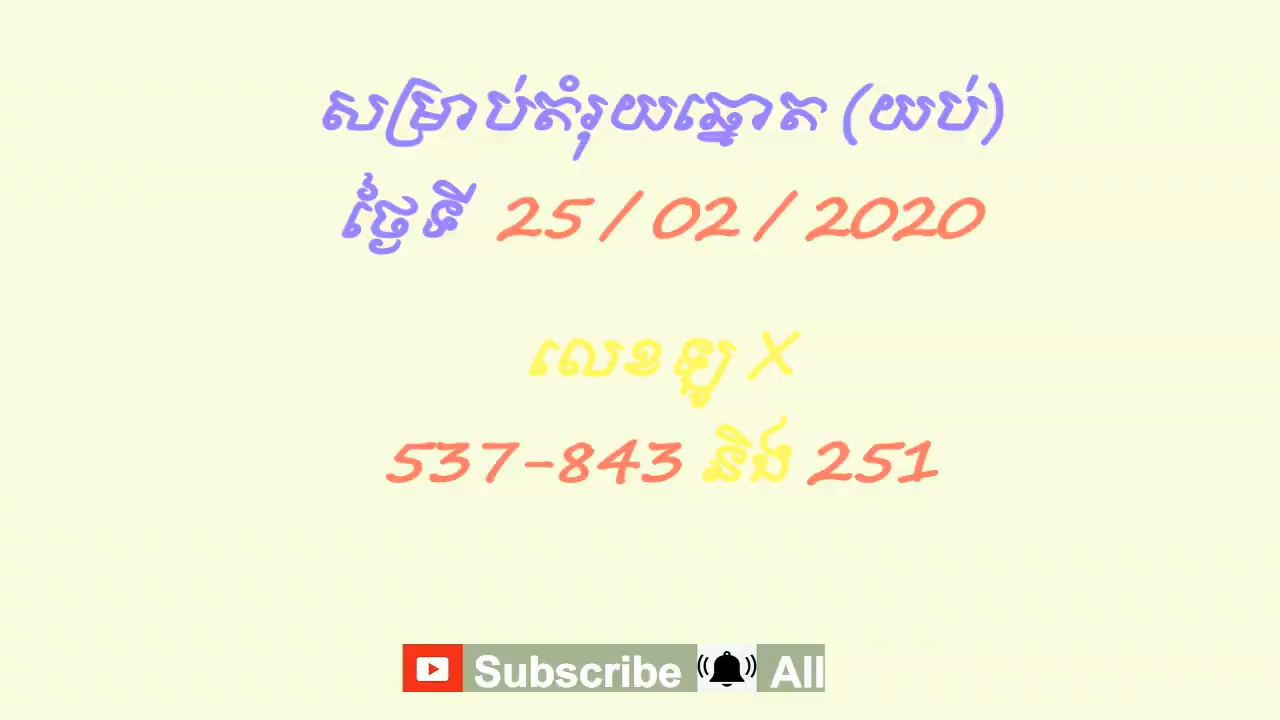 សម្រាប់តំរុយឆ្នោត (យប់)
ថ្ងៃទី 25/02/2020
លេខឡូ X
537-843 និង 251
Subscribe All